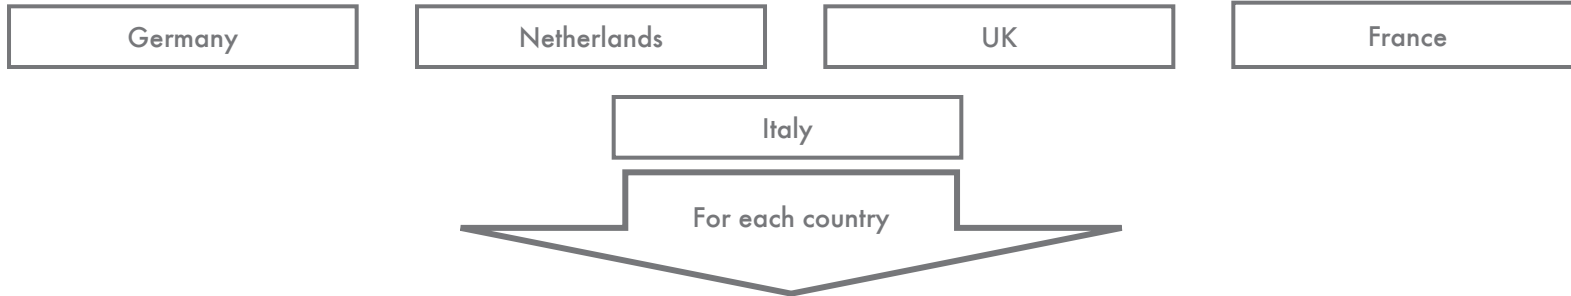 Germany
Netherlands
UK
France
Italy
For each country